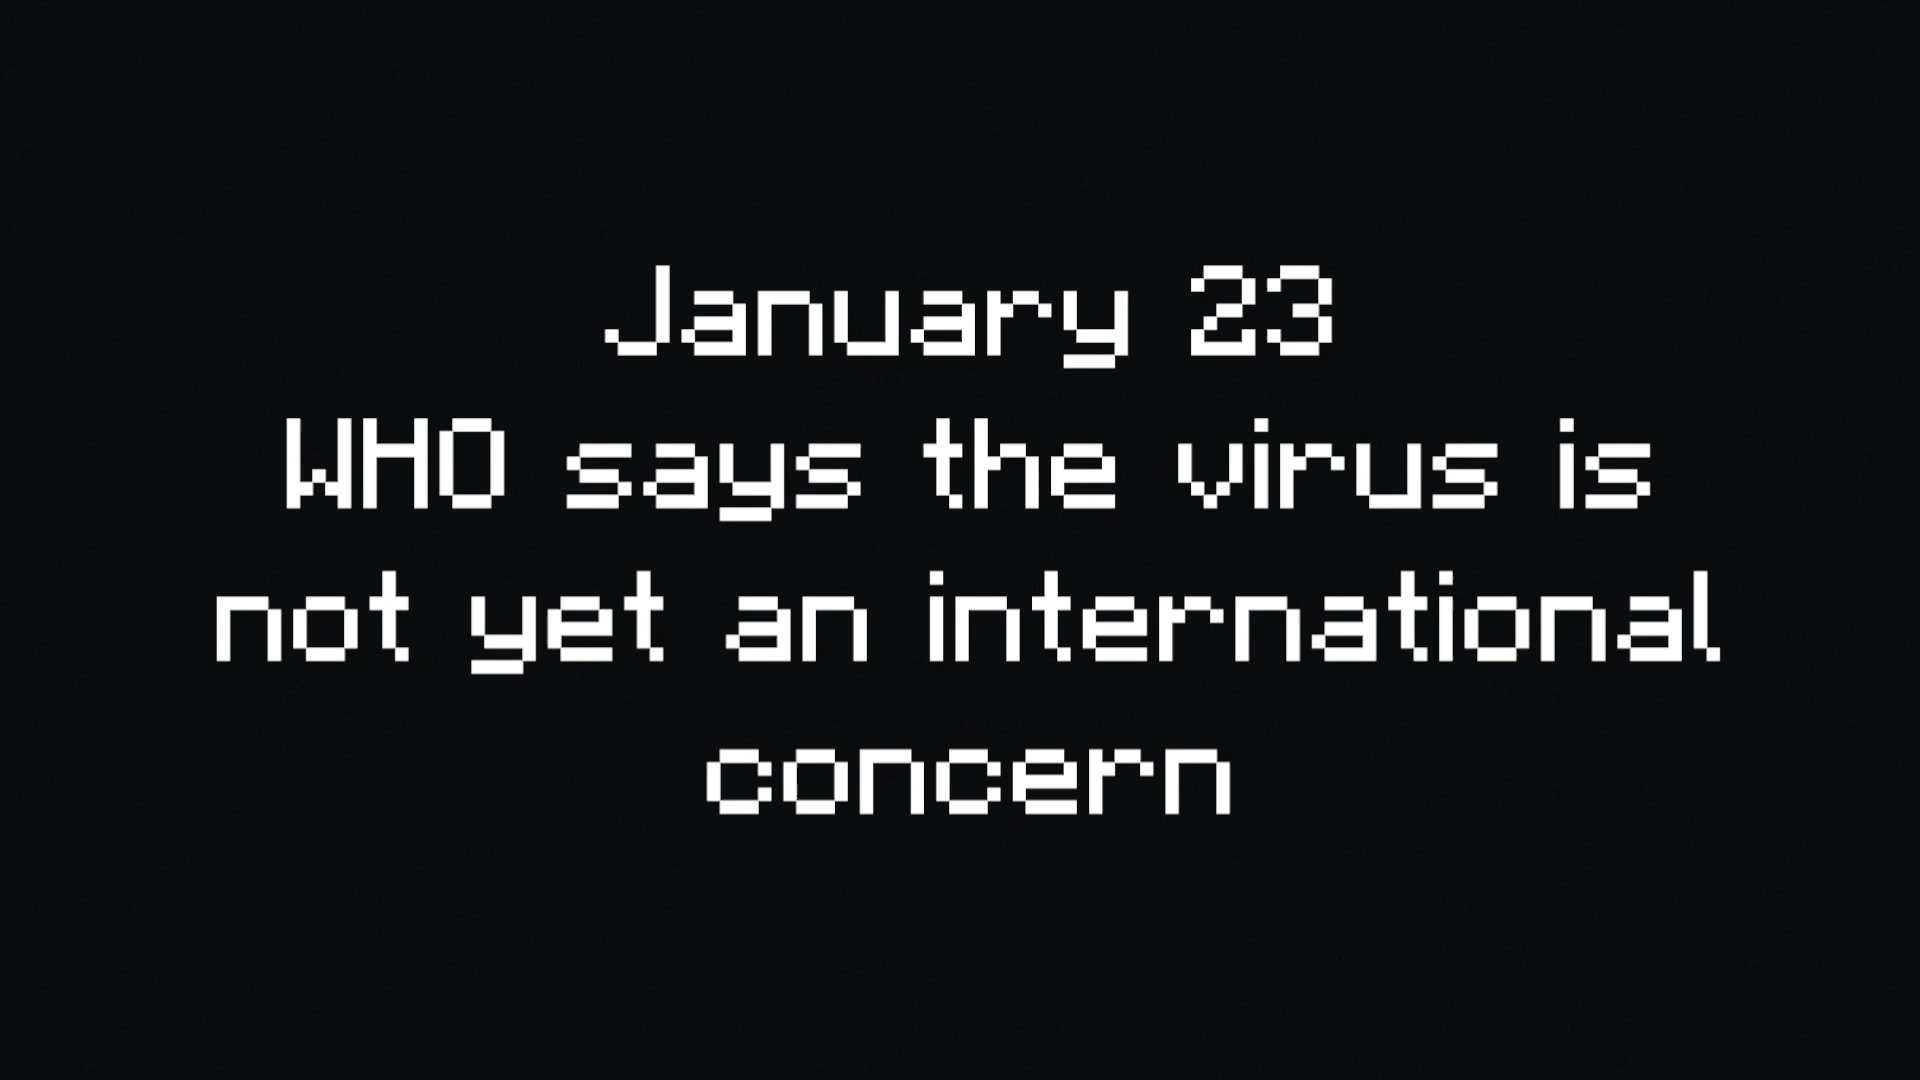 January 23
WHO says the virus is
not yet an international
concern